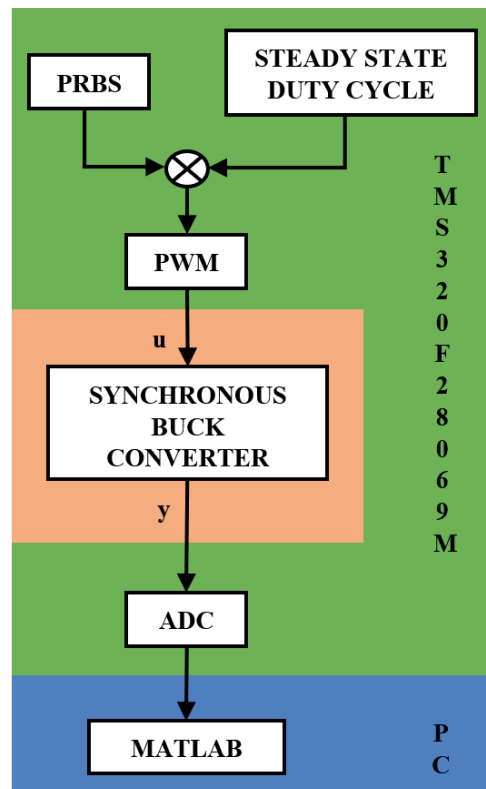 PRBS
STEADY STATE
DUTY CYCLE
PWM
u
SYNCHRONOUS
BUCK
CONVERTER
y
ADC
MATLAB
T
M
S
3
2
0
F
2
8
0
6
9
M
P
C